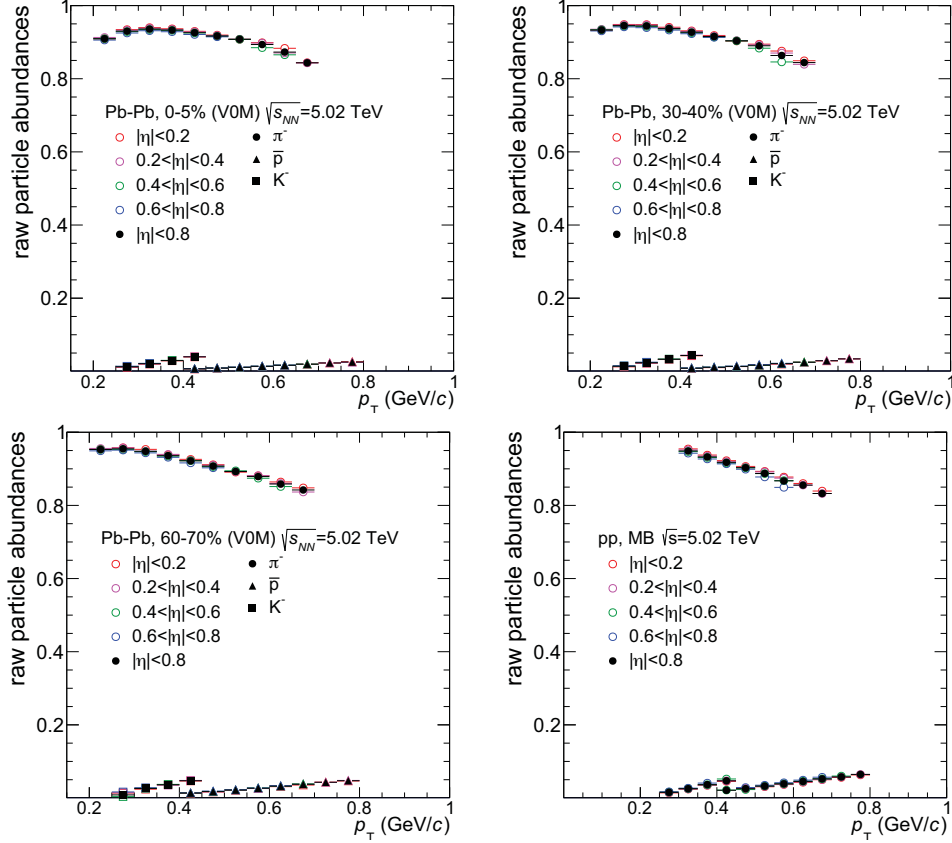 raw particle abundances
1
0.8
0.6
0.4
0.2
Pb-Pb, 0-5% (V0M) √s_NN=5.02 TeV
|η|<0.2
π⁻
0.2<|η|<0.4
p̅
0.4<|η|<0.6
K⁻
0.6<|η|<0.8
|η|<0.8
0.2 0.4 0.6 0.8 1
p_T (GeV/c)
raw particle abundances
1
0.8
0.6
0.4
0.2
Pb-Pb, 30-40% (V0M) √s_NN=5.02 TeV
|η|<0.2
π⁻
0.2<|η|<0.4
p̅
0.4<|η|<0.6
K⁻
0.6<|η|<0.8
|η|<0.8
0.2 0.4 0.6 0.8 1
p_T (GeV/c)
raw particle abundances
1
0.8
0.6
0.4
0.2
Pb-Pb, 60-70% (V0M) √s_NN=5.02 TeV
|η|<0.2
π⁻
0.2<|η|<0.4
p̅
0.4<|η|<0.6
K⁻
0.6<|η|<0.8
|η|<0.8
0.2 0.4 0.6 0.8 1
p_T (GeV/c)
raw particle abundances
1
0.8
0.6
0.4
0.2
pp, MB √s=5.02 TeV
|η|<0.2
0.2<|η|<0.4
0.4<|η|<0.6
0.6<|η|<0.8
|η|<0.8
0.2 0.4 0.6 0.8 1
p_T (GeV/c)